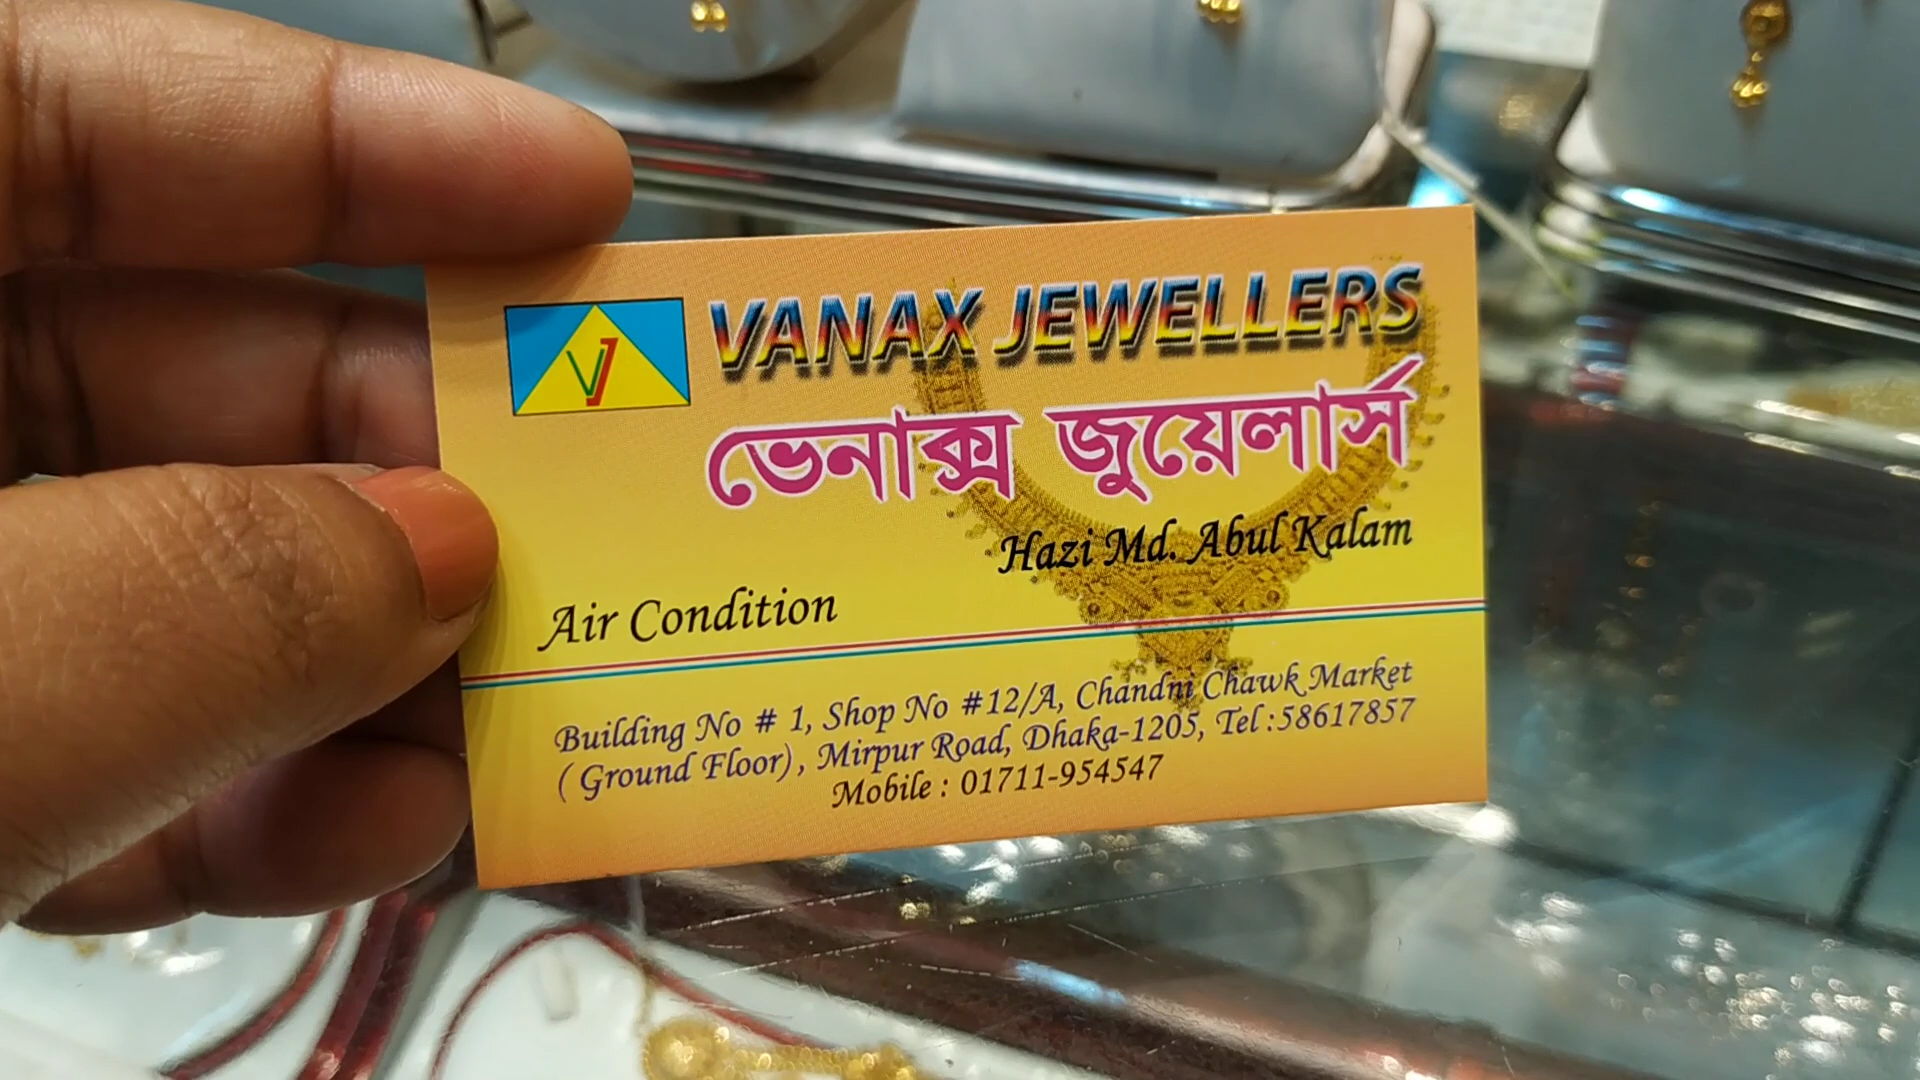 VJ
VANAX JEWELLERS
ভেনাক্স জুয়েলার্স
Hazi Md. Abul Kalam
Air Condition
Building No # 1, Shop No #12/A, Chandni Chawk Market
( Ground Floor), Mirpur Road, Dhaka-1205, Tel :58617857
Mobile : 01711-954547